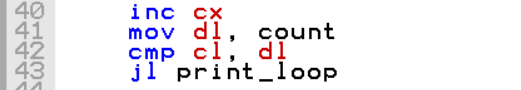 40 inc cx
41 mov dl, count
42 cmp cl, dl
43 jl print_loop